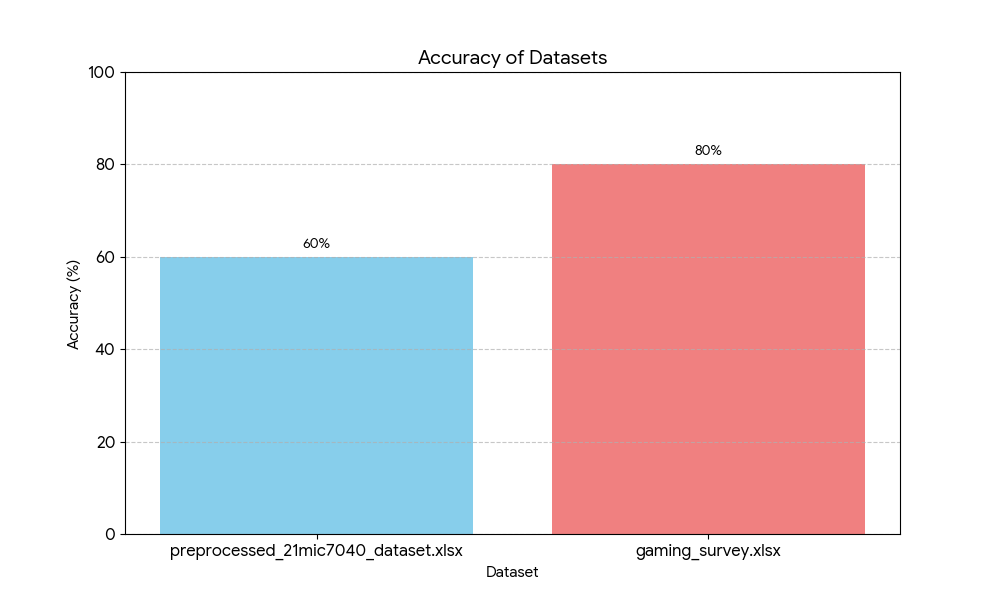 Accuracy of Datasets
100
80
60
40
20
0
Accuracy (%)
60%
80%
preprocessed_21mic7040_dataset.xlsx
gaming_survey.xlsx
Dataset